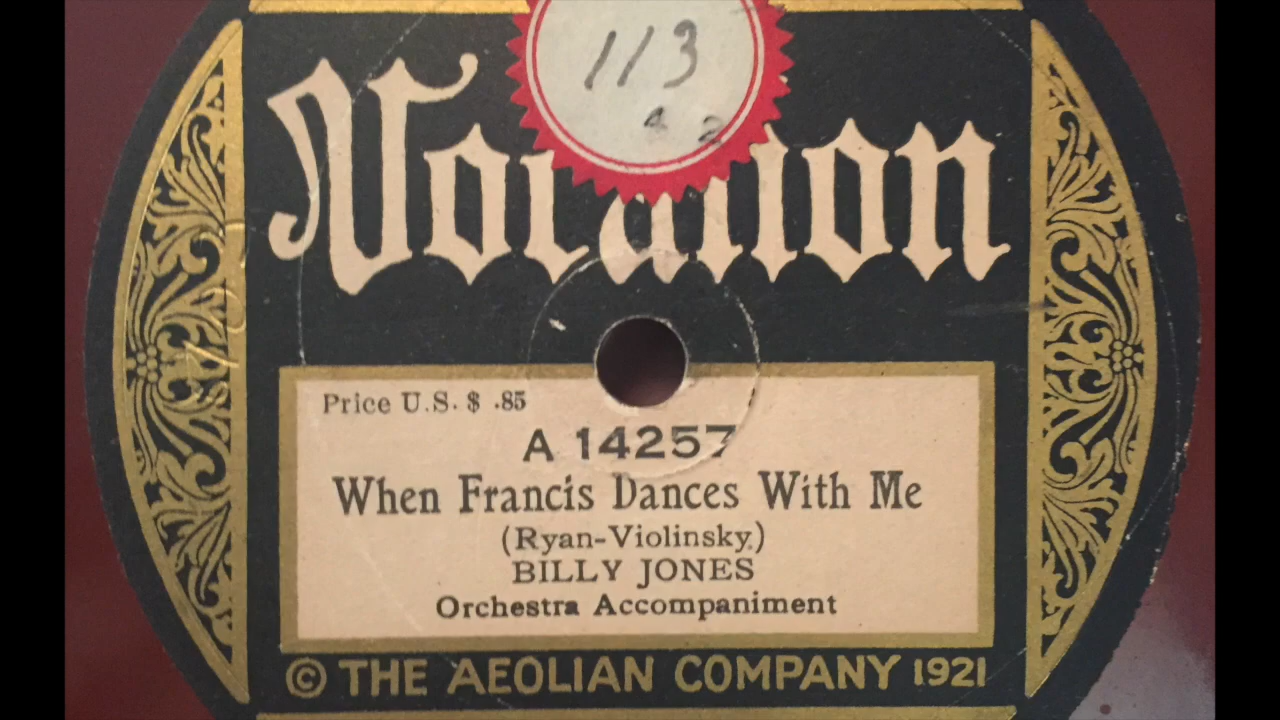 113
Vocalion
Price U.S. $ .85
A 14257
When Francis Dances With Me
(Ryan-Violinsky)
BILLY JONES
Orchestra Accompaniment
© THE AEOLIAN COMPANY 1921